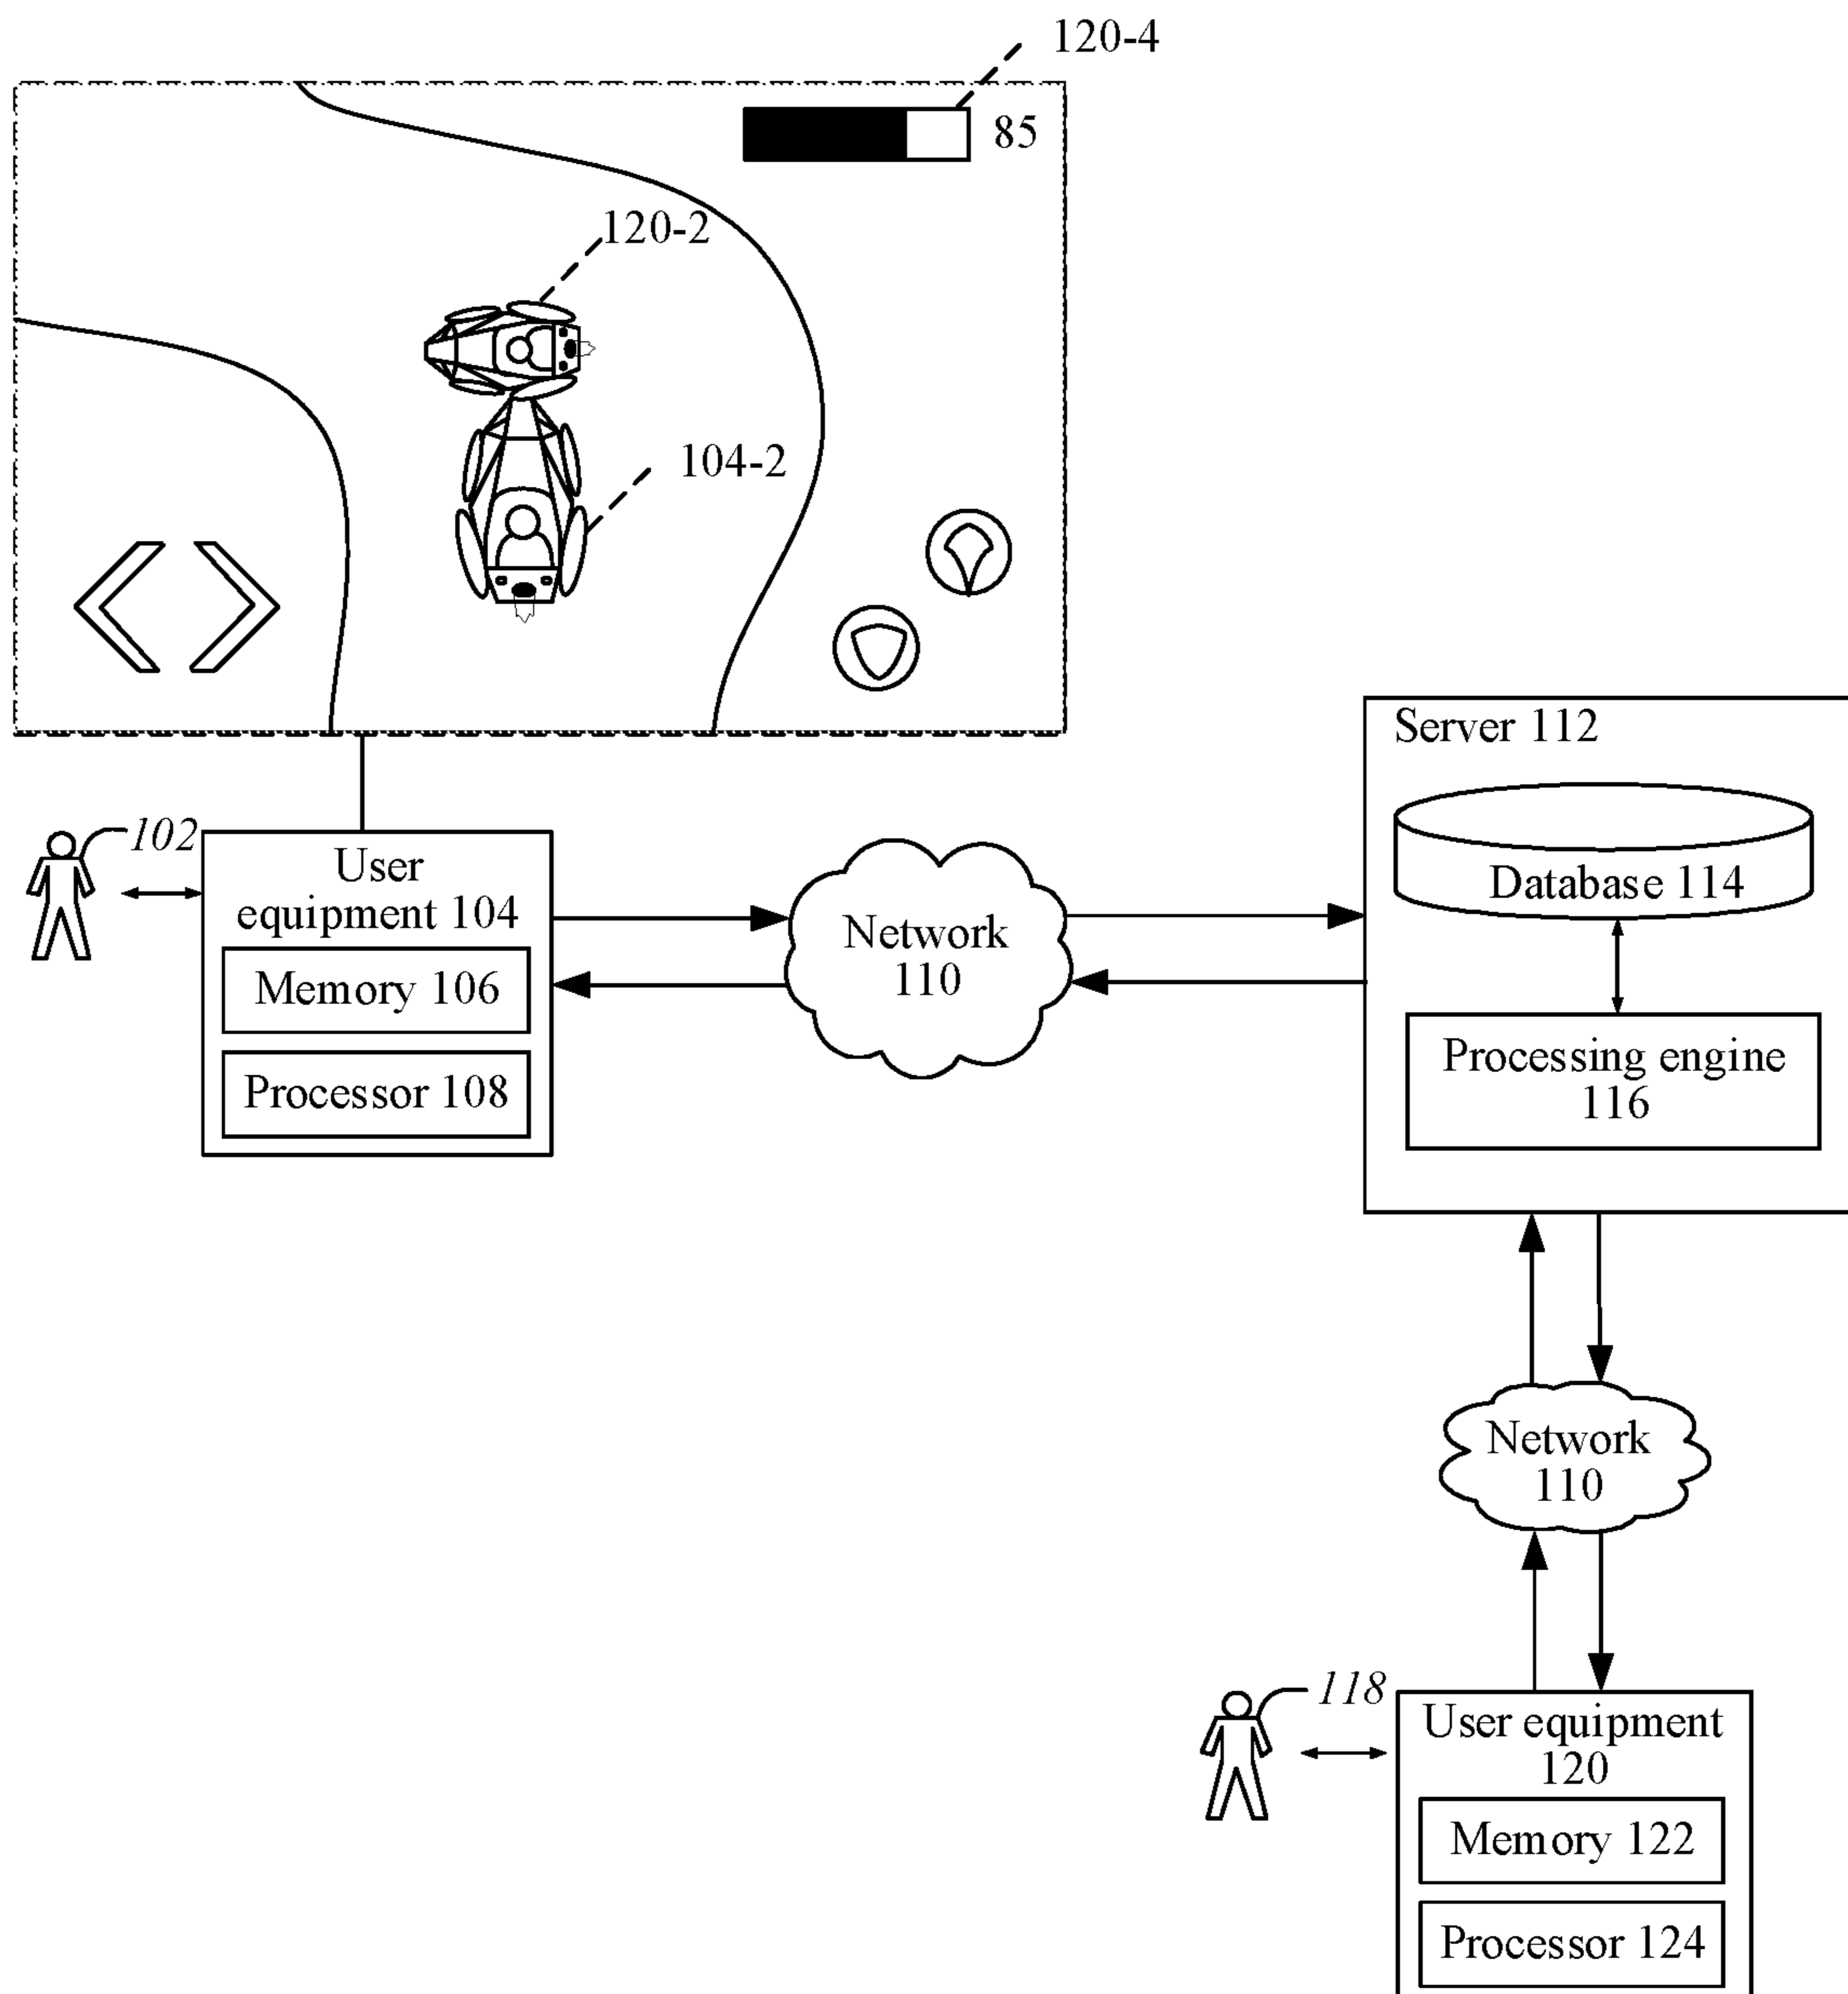 120-4
85
120-2
104-2
Server 112
Database 114
Processing engine
116
102
User
equipment 104
Memory 106
Processor 108
Network
110
Network
110
118
User equipment
120
Memory 122
Processor 124